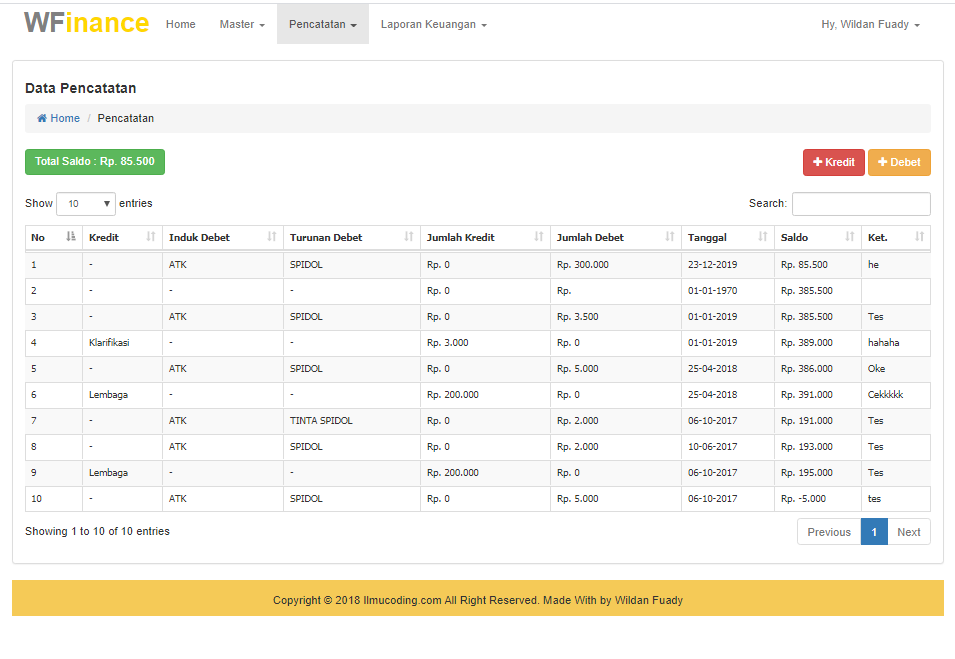 WFinance Home Master Pencatatan Laporan Keuangan Hy, Wildan Fuady
Data Pencatatan
Home / Pencatatan
Total Saldo : Rp. 85.500 + Kredit + Debet
Show 10 entries Search:
No Kredit Induk Debet Turunan Debet Jumlah Kredit Jumlah Debet Tanggal Saldo Ket.
1 - ATK SPIDOL Rp. 0 Rp. 300.000 23-12-2019 Rp. 85.500 he
2 - - - Rp. 0 Rp. 01-01-1970 Rp. 385.500
3 - ATK SPIDOL Rp. 0 Rp. 3.500 01-01-2019 Rp. 385.500 Tes
4 Klarifikasi - - Rp. 3.000 Rp. 0 01-01-2019 Rp. 389.000 hahaha
5 - ATK SPIDOL Rp. 0 Rp. 5.000 25-04-2018 Rp. 386.000 Oke
6 Lembaga - - Rp. 200.000 Rp. 0 25-04-2018 Rp. 391.000 Cekkkkk
7 - ATK TINTA SPIDOL Rp. 0 Rp. 2.000 06-10-2017 Rp. 191.000 Tes
8 - ATK SPIDOL Rp. 0 Rp. 2.000 10-06-2017 Rp. 193.000 Tes
9 Lembaga - - Rp. 200.000 Rp. 0 06-10-2017 Rp. 195.000 Tes
10 - ATK SPIDOL Rp. 0 Rp. 5.000 06-10-2017 Rp. -5.000 tes
Showing 1 to 10 of 10 entries Previous 1 Next
Copyright © 2018 Ilmucoding.com All Right Reserved. Made With by Wildan Fuady